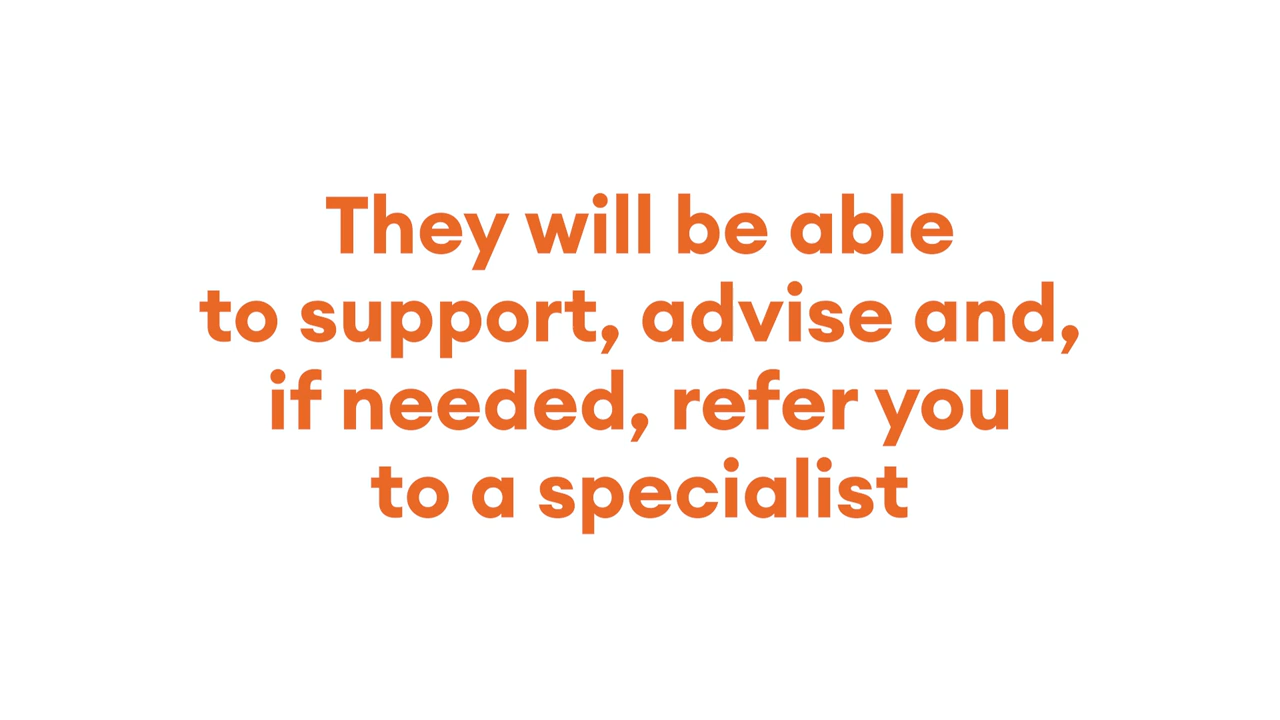 They will be able
to support, advise and,
if needed, refer you
to a specialist